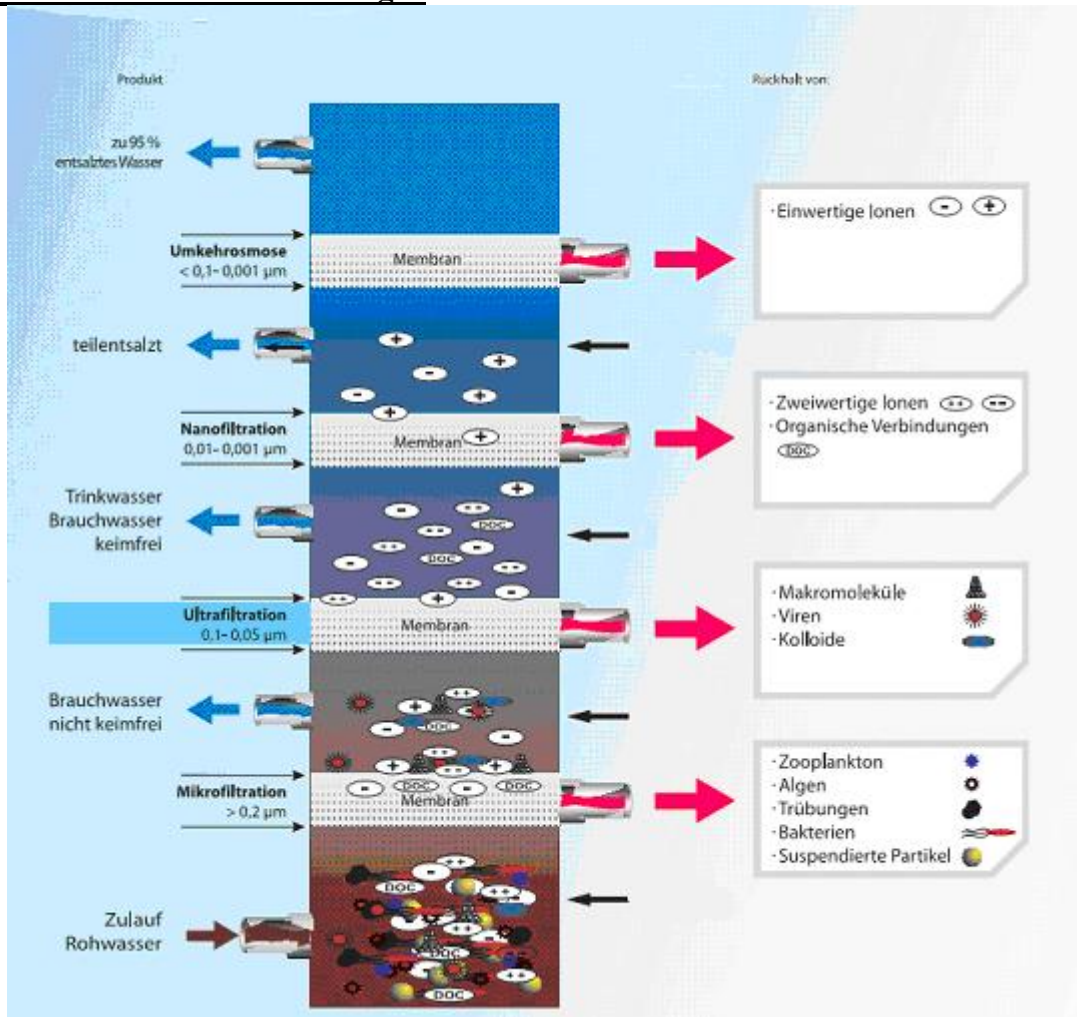 Produkt
Rückhalt von:
zu 95 %
entsalztes Wasser
· Einwertige Ionen - +
Umkehrosmose
< 0,1- 0,001 µm
Membran
teilentsalzt
· Zweiwertige Ionen ++ --
· Organische Verbindungen
DOC
Nanofiltration
0,01- 0,001 µm
Membran
Trinkwasser
Brauchwasser
keimfrei
DOC
DOC
· Makromoleküle
· Viren
· Kolloide
Ultrafiltration
0,1- 0,05 µm
Membran
Brauchwasser
nicht keimfrei
DOC
· Zooplankton
· Algen
· Trübungen
· Bakterien
· Suspendierte Partikel
Mikrofiltration
> 0,2 µm
DOC
DOC
Membran
DOC
Zulauf
Rohwasser
DOC
DOC